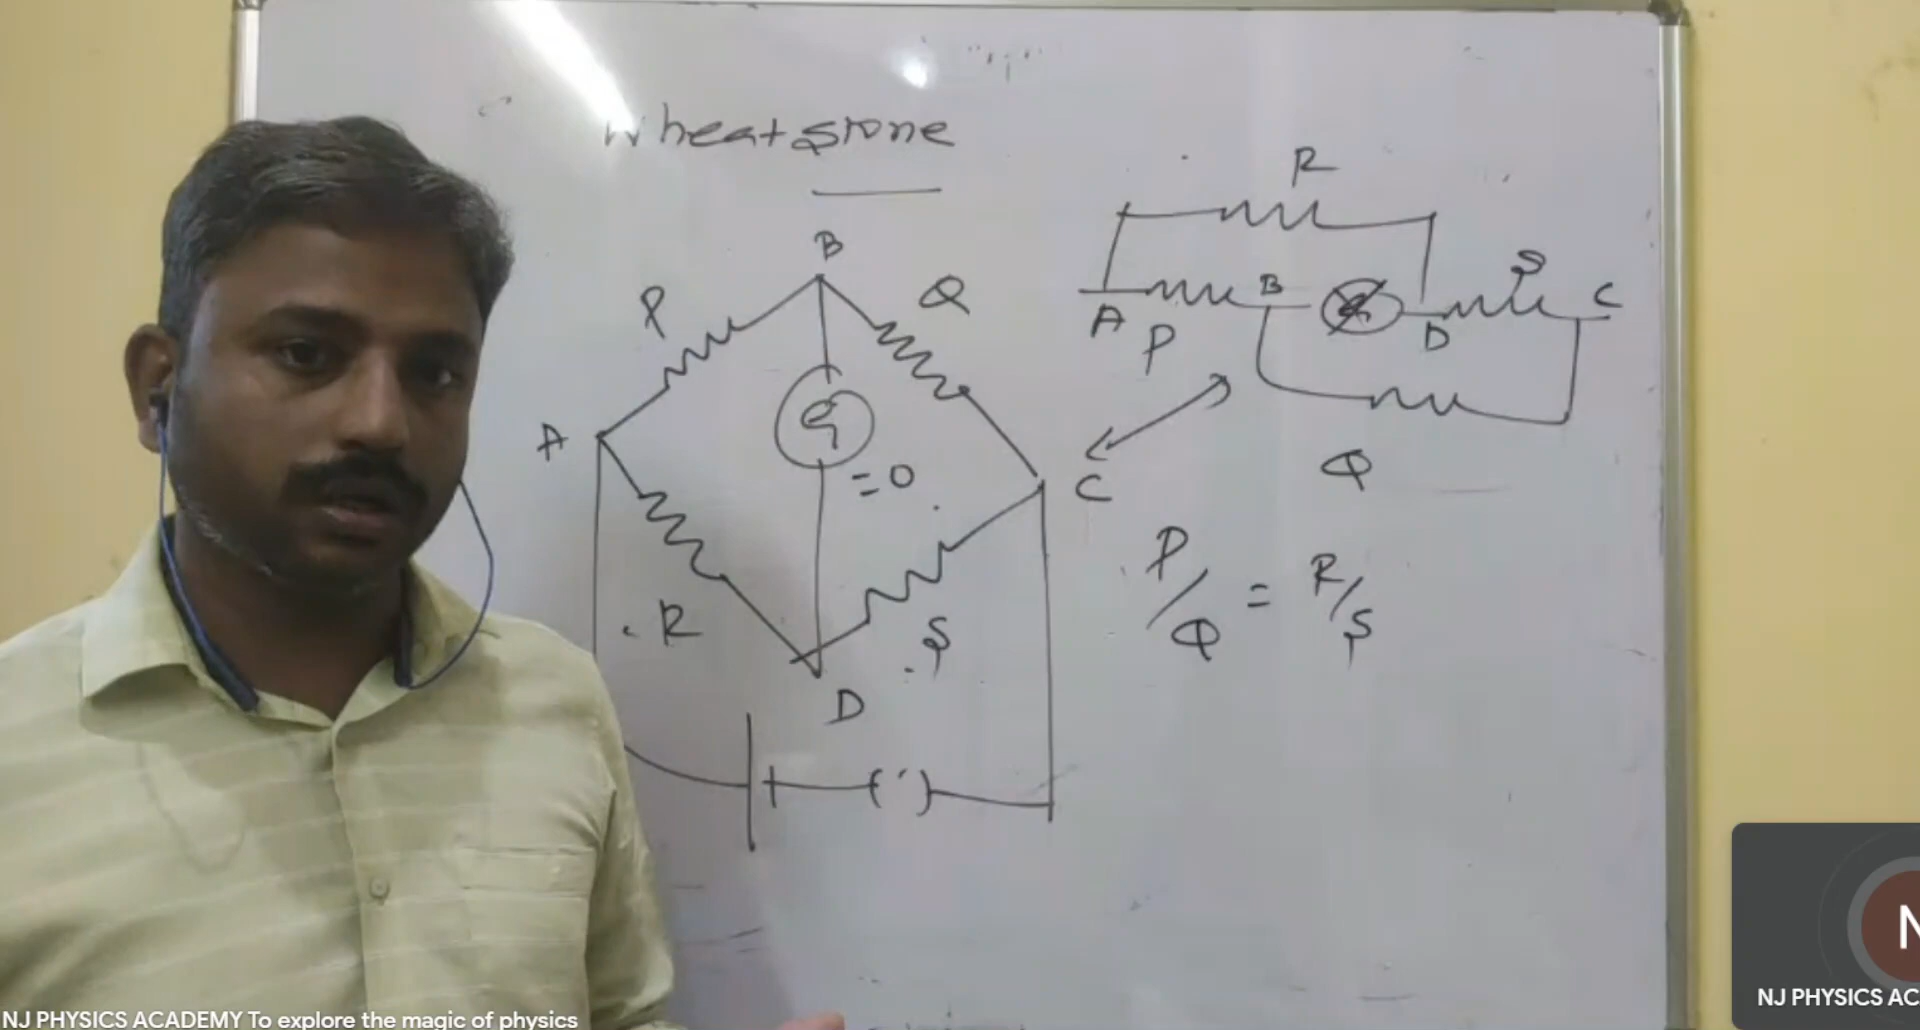 Wheatstone
B
P
Q
A
G
= 0
C
R
S
D
R
S
A
B
G
D
C
P
Q
P/Q = R/S
N
NJ PHYSICS AC
NJ PHYSICS ACADEMY To explore the magic of physics